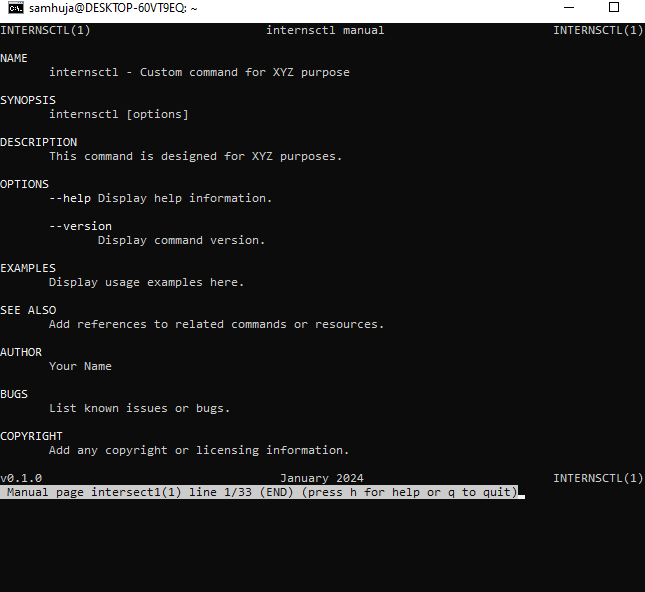 samhuja@DESKTOP-60VT9EQ: ~
INTERNSCTL(1) internsctl manual INTERNSCTL(1)
NAME
internsctl - Custom command for XYZ purpose
SYNOPSIS
internsctl [options]
DESCRIPTION
This command is designed for XYZ purposes.
OPTIONS
--help Display help information.
--version
Display command version.
EXAMPLES
Display usage examples here.
SEE ALSO
Add references to related commands or resources.
AUTHOR
Your Name
BUGS
List known issues or bugs.
COPYRIGHT
Add any copyright or licensing information.
v0.1.0 January 2024 INTERNSCTL(1)
Manual page intersect1(1) line 1/33 (END) (press h for help or q to quit)